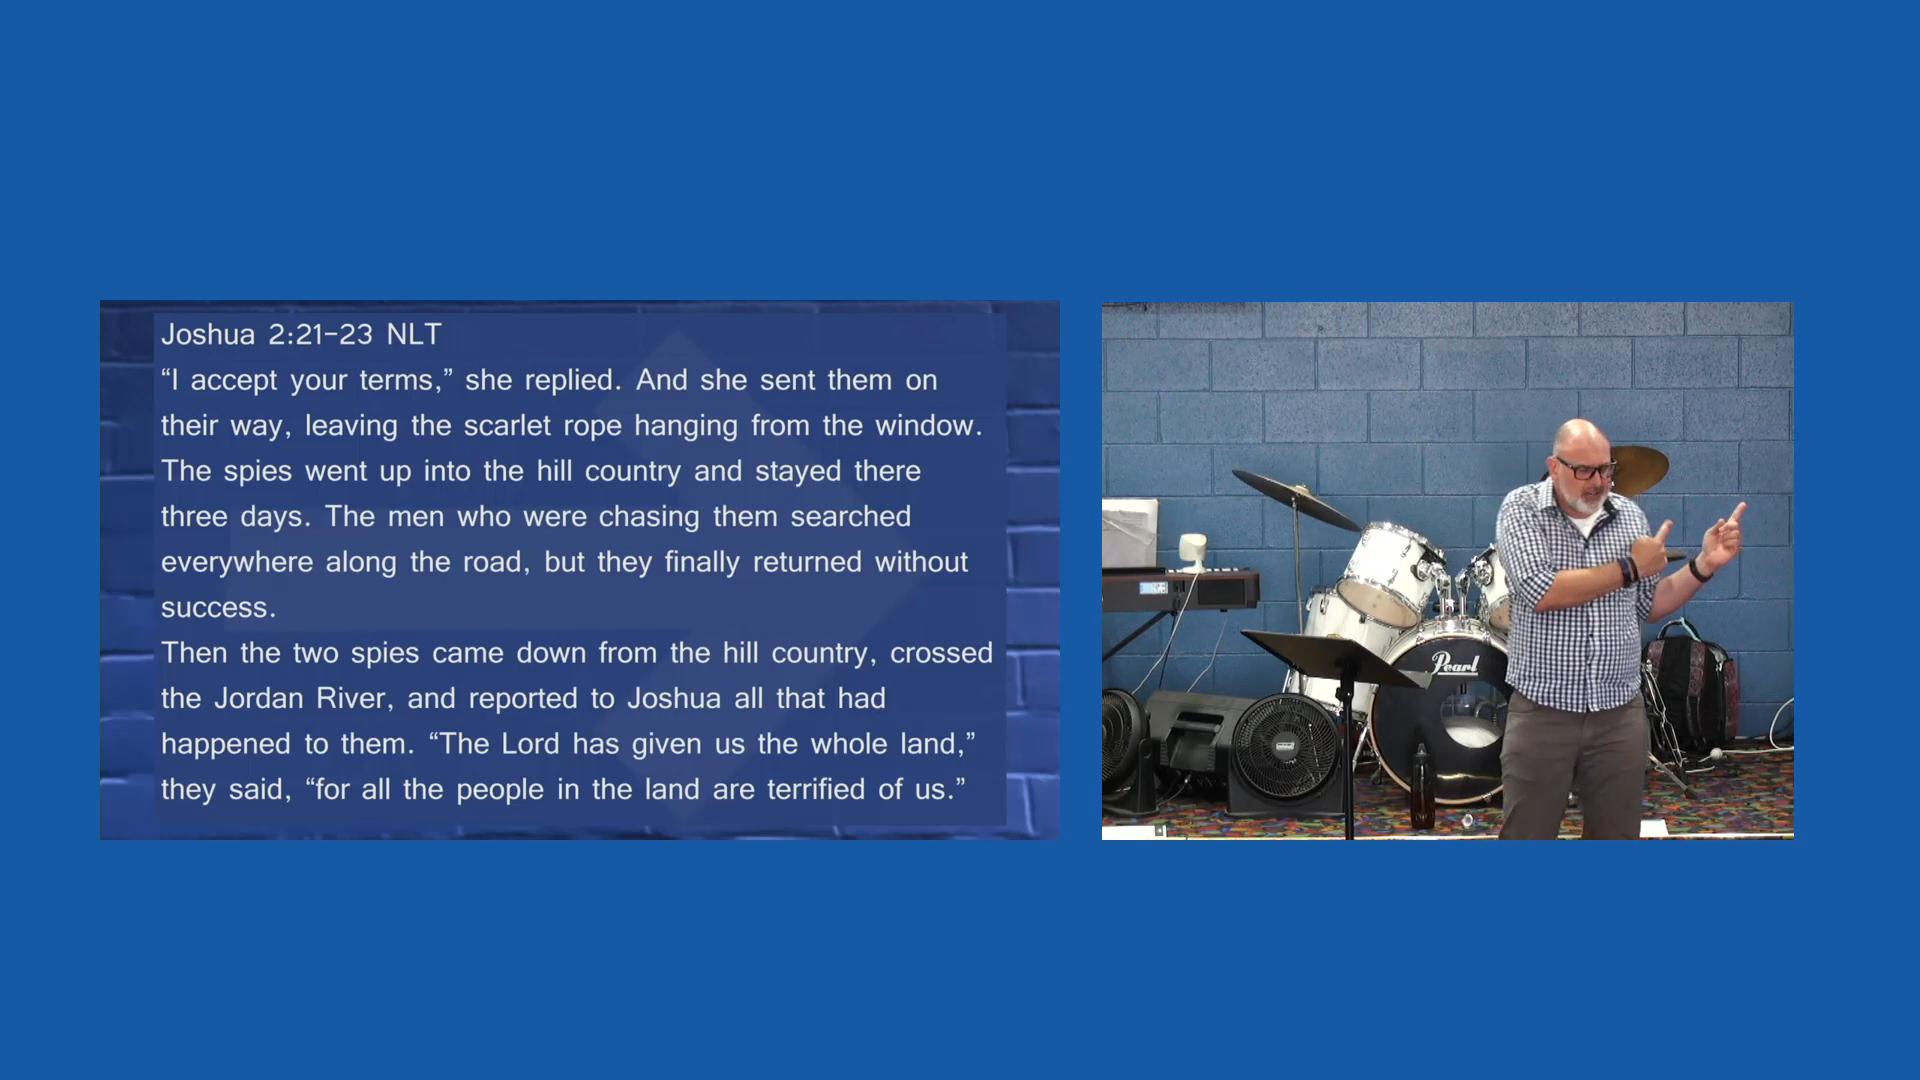 Joshua 2:21–23 NLT
“I accept your terms,” she replied. And she sent them on
their way, leaving the scarlet rope hanging from the window.
The spies went up into the hill country and stayed there
three days. The men who were chasing them searched
everywhere along the road, but they finally returned without
success.
Then the two spies came down from the hill country, crossed
the Jordan River, and reported to Joshua all that had
happened to them. “The Lord has given us the whole land,”
they said, “for all the people in the land are terrified of us.”
Pearl